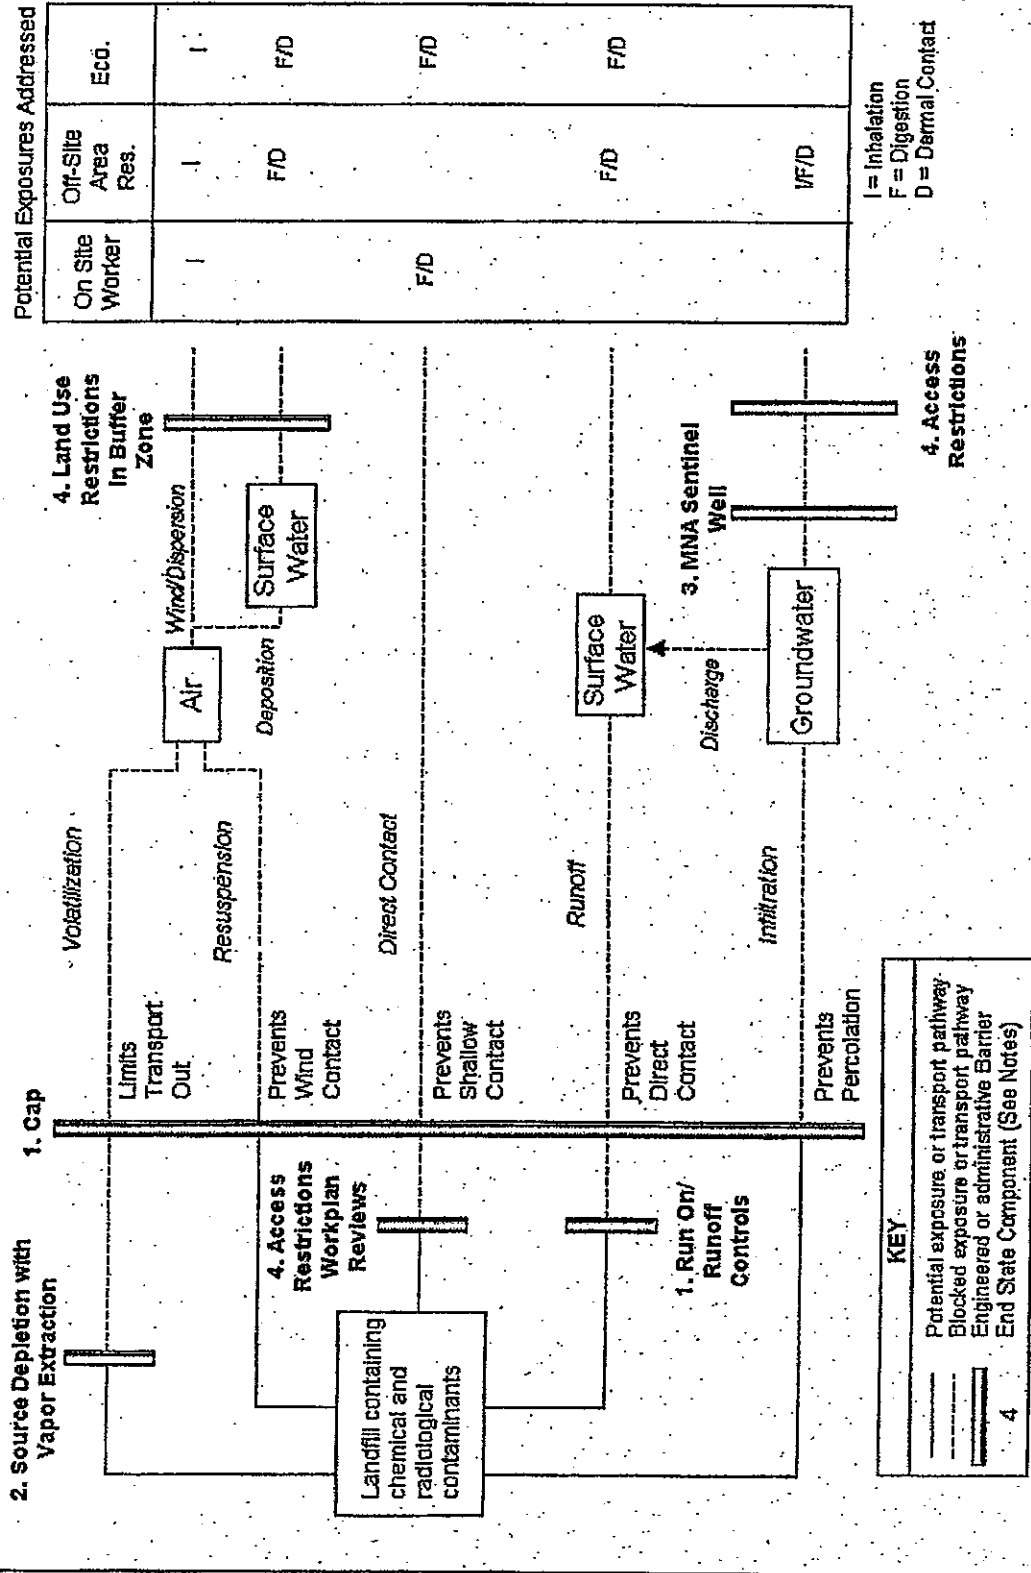 2. Source Depletion with
Vapor Extraction
1. Cap
Limits
Transport
Out
Volatilization
Prevents
Wind
Contact
Resuspension
Air
Wind/Dispersion
Deposition
Surface
Water
4. Land Use
Restrictions
In Buffer
Zone
4. Access
Restrictions
Workplan
Reviews
Prevents
Shallow
Contact
Direct Contact
Landfill containing
chemical and
radiological
contaminants
1. Run On/
Runoff
Controls
Prevents
Direct
Contact
Runoff
Surface
Water
Discharge
Prevents
Percolation
Infiltration
Groundwater
3. MNA Sentinel
Well
4. Access
Restrictions
Potential Exposures Addressed
On Site
Worker
Off-Site
Area
Res.
Eco.
I I I
F/D F/D
F/D F/D
F/D F/D
I/F/D
I = Inhalation
F = Digestion
D = Dermal Contact
KEY
Potential exposure or transport pathway
Blocked exposure or transport pathway
Engineered or administrative Barrier
4 End State Component (See Notes)